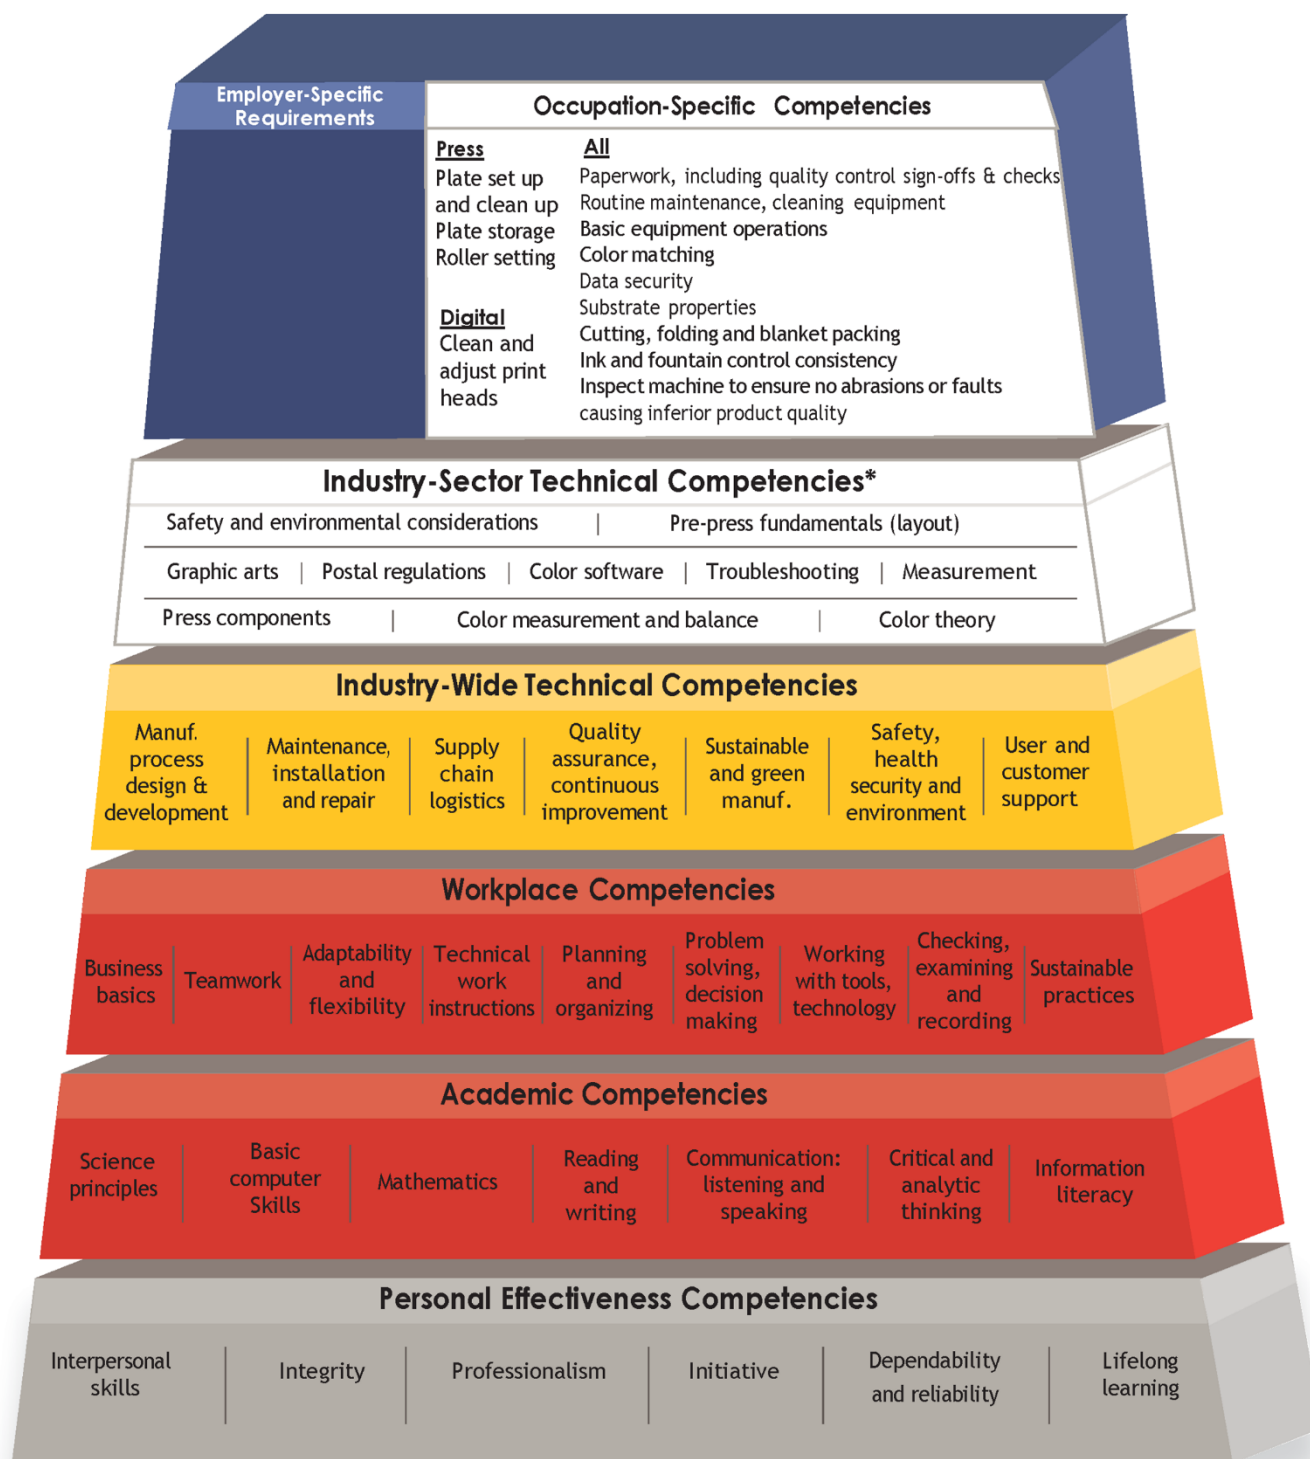 Employer-Specific
Requirements
Occupation-Specific Competencies
Press
Plate set up
and clean up
Plate storage
Roller setting
Digital
Clean and
adjust print
heads
All
Paperwork, including quality control sign-offs & checks
Routine maintenance, cleaning equipment
Basic equipment operations
Color matching
Data security
Substrate properties
Cutting, folding and blanket packing
Ink and fountain control consistency
Inspect machine to ensure no abrasions or faults
causing inferior product quality
Industry-Sector Technical Competencies*
Safety and environmental considerations | Pre-press fundamentals (layout)
Graphic arts | Postal regulations | Color software | Troubleshooting | Measurement
Press components | Color measurement and balance | Color theory
Industry-Wide Technical Competencies
Manuf.
process
design &
development
Maintenance,
installation
and repair
Supply
chain
logistics
Quality
assurance,
continuous
improvement
Sustainable
and green
manuf.
Safety,
health
security and
environment
User and
customer
support
Workplace Competencies
Business
basics
Teamwork
Adaptability
and
flexibility
Technical
work
instructions
Planning
and
organizing
Problem
solving,
decision
making
Working
with tools,
technology
Checking,
examining
and
recording
Sustainable
practices
Academic Competencies
Science
principles
Basic
computer
Skills
Mathematics
Reading
and
writing
Communication:
listening and
speaking
Critical and
analytic
thinking
Information
literacy
Personal Effectiveness Competencies
Interpersonal
skills
Integrity
Professionalism
Initiative
Dependability
and reliability
Lifelong
learning